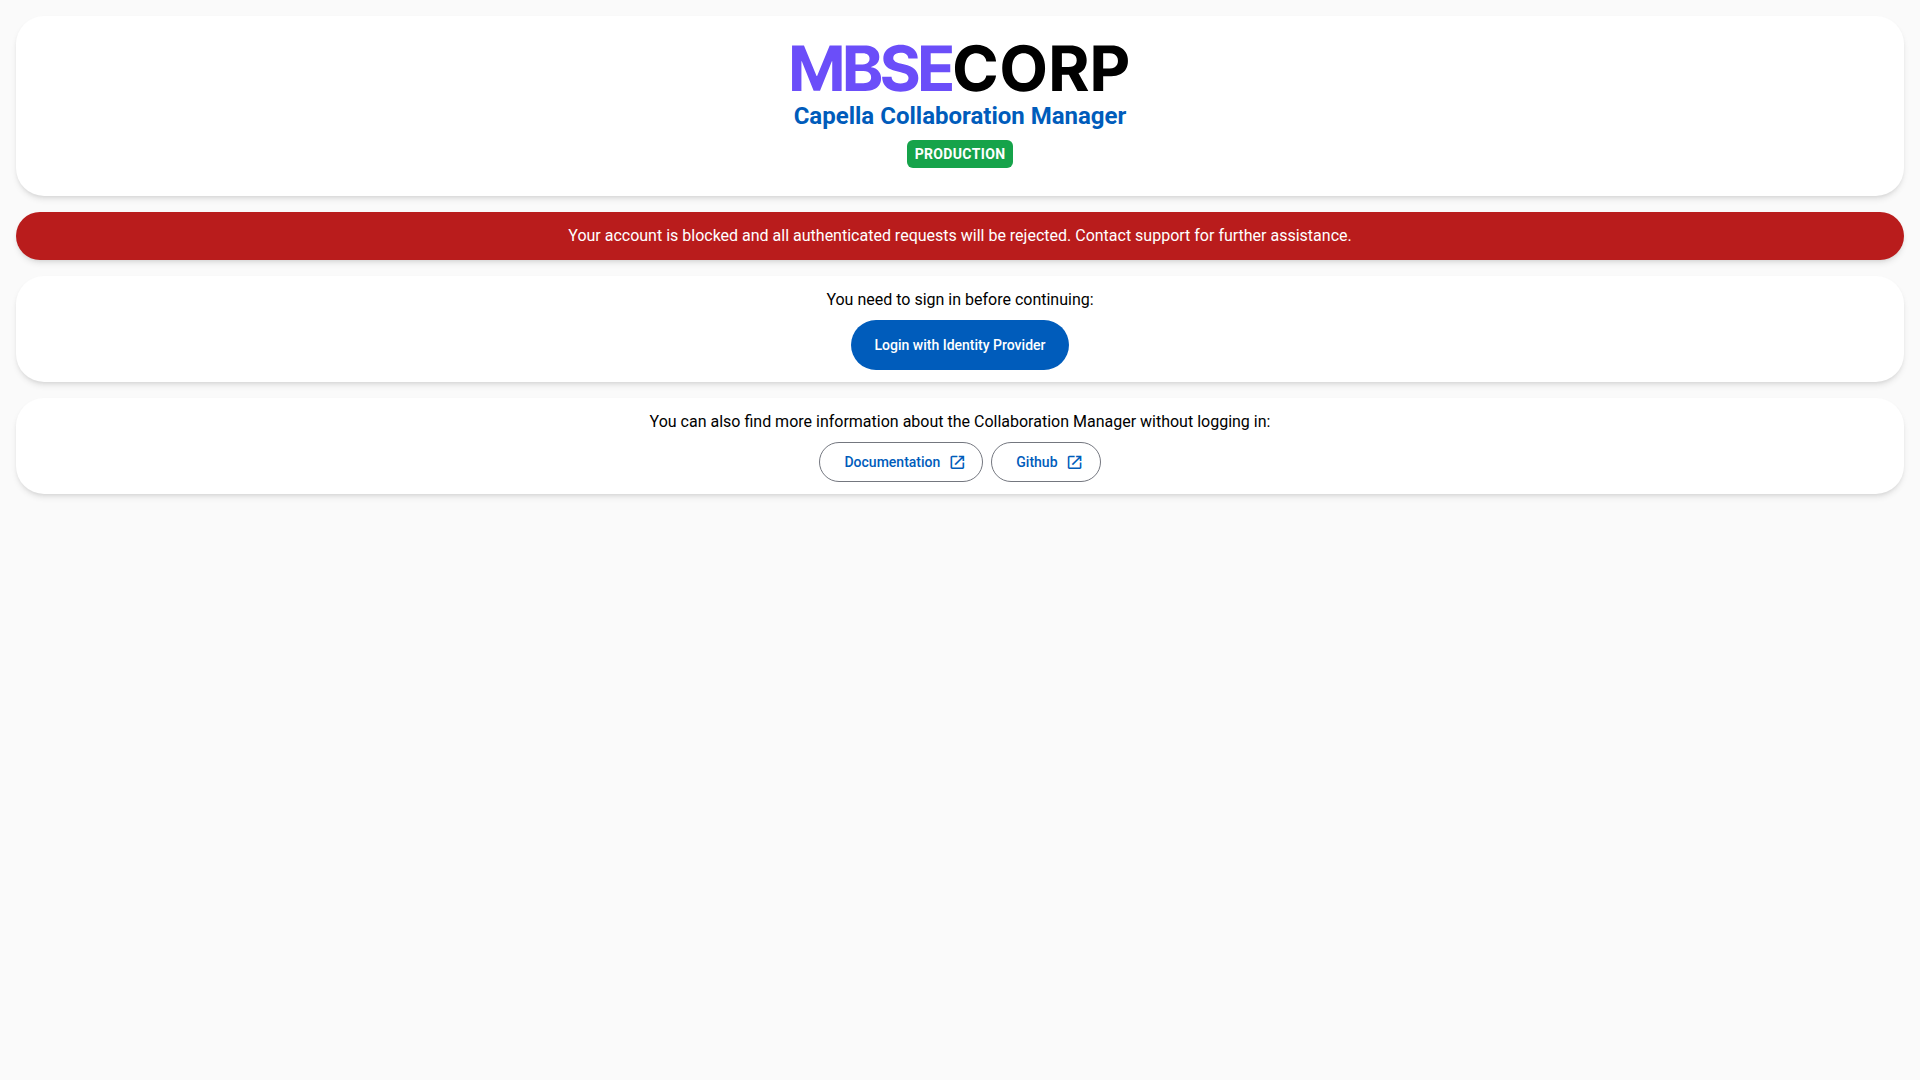 MBSECORP
Capella Collaboration Manager
PRODUCTION
Your account is blocked and all authenticated requests will be rejected. Contact support for further assistance.
You need to sign in before continuing:
Login with Identity Provider
You can also find more information about the Collaboration Manager without logging in:
Documentation Github